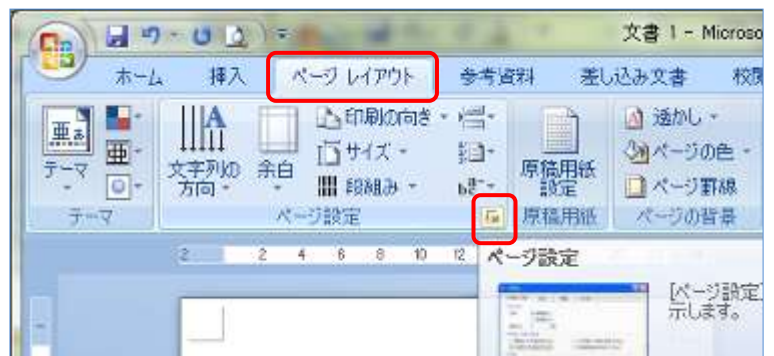 文書 1 - Microso
ホーム 挿入 ページ レイアウト 参考資料 差し込み文書 校閲
亜あ テーマ 文字列の方向 余白 印刷の向き サイズ 段組み 原稿用紙設定 透かし ページの色 ページ罫線
テーマ ページ設定 原稿用紙 ページの背景
2 2 4 6 8 10 12
ページ設定
[ページ設定]
示します。